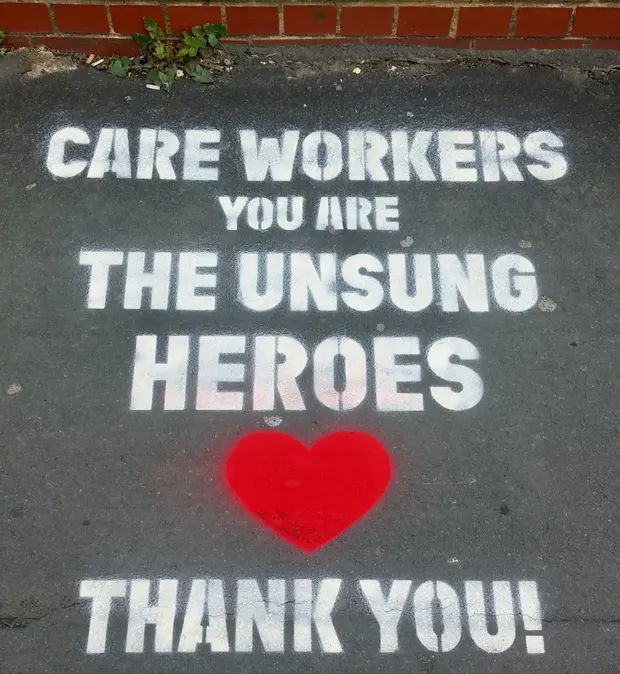 CARE WORKERS
YOU ARE
THE UNSUNG
HEROES
THANK YOU!